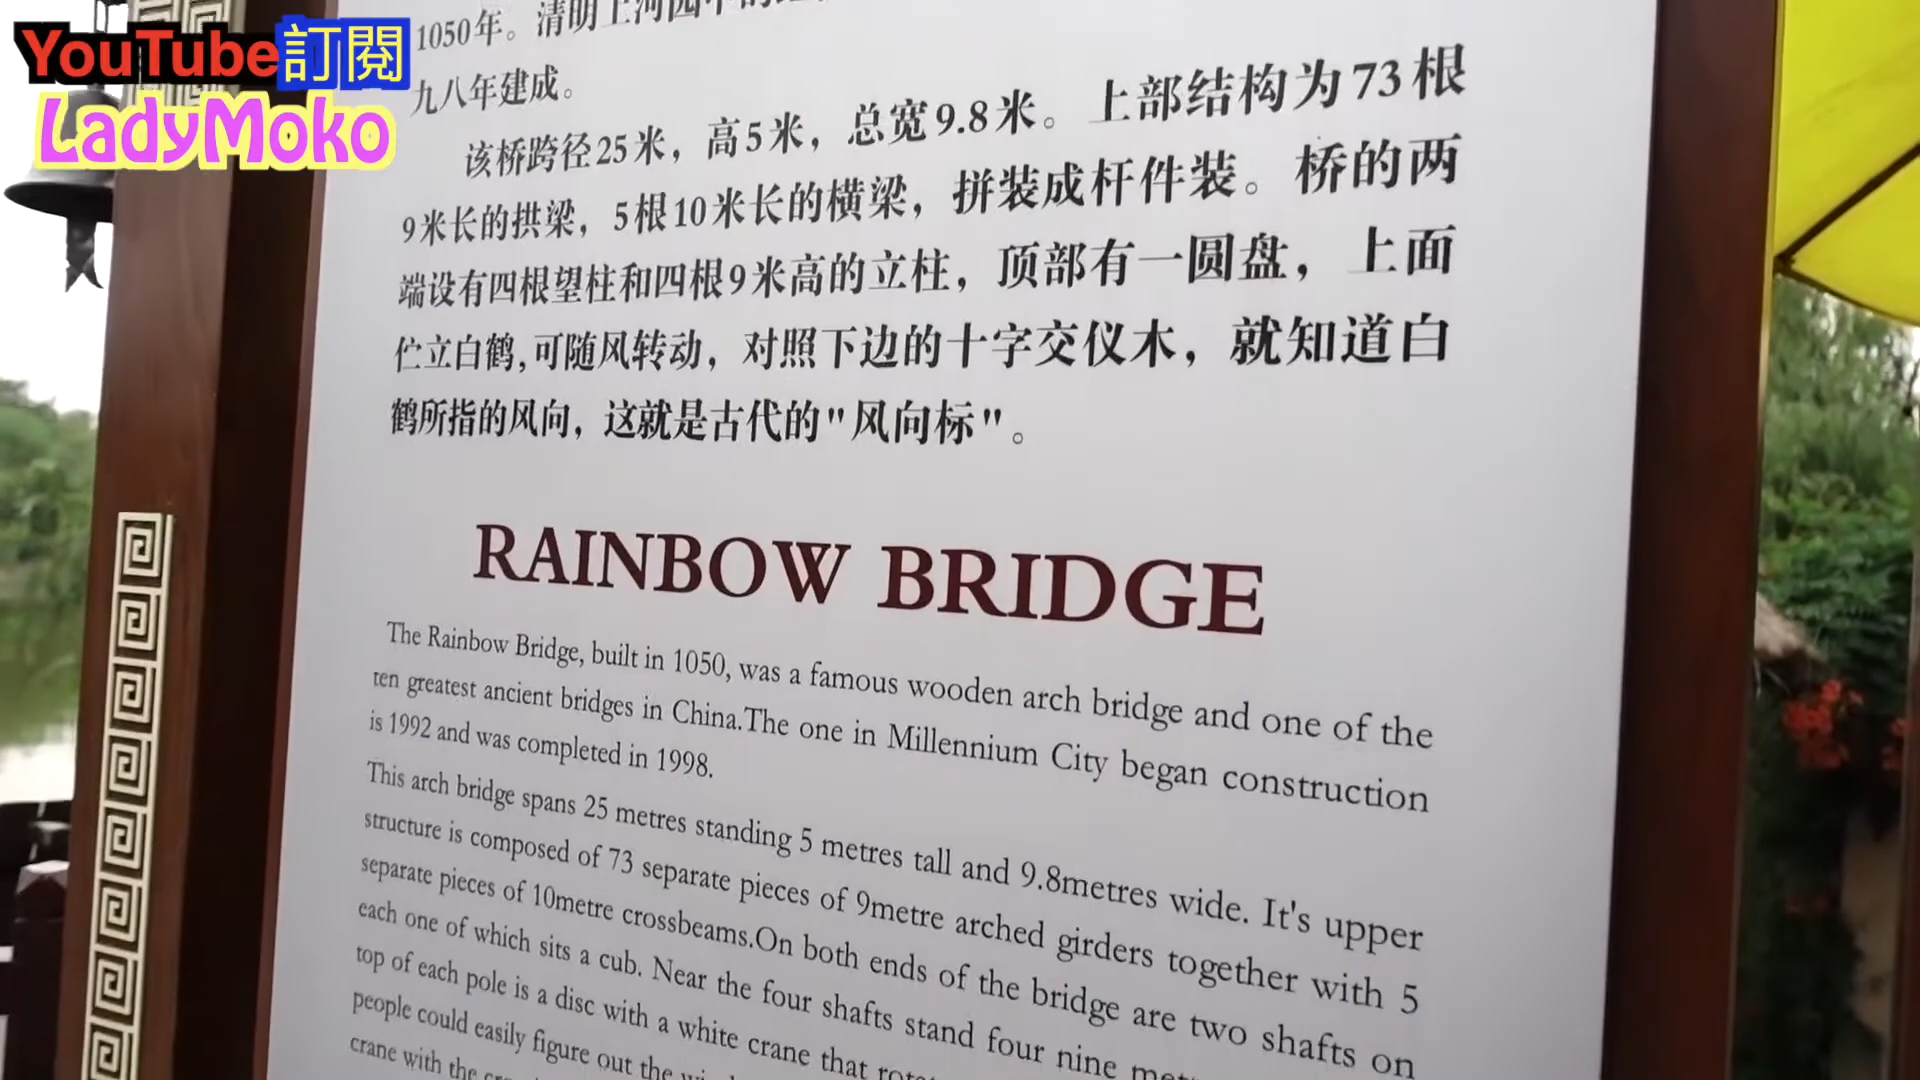 YouTube訂閱
LadyMoko
1050年。清明上河园中的
九八年建成。
该桥跨径25米，高5米，总宽9.8米。上部结构为73根
9米长的拱梁，5根10米长的横梁，拼装成杆件装。桥的两
端设有四根望柱和四根9米高的立柱，顶部有一圆盘，上面
伫立白鹤,可随风转动，对照下边的十字交仪木，就知道白
鹤所指的风向，这就是古代的"风向标"。
RAINBOW BRIDGE
The Rainbow Bridge, built in 1050, was a famous wooden arch bridge and one of the
ten greatest ancient bridges in China.The one in Millennium City began construction
is 1992 and was completed in 1998.
This arch bridge spans 25 metres standing 5 metres tall and 9.8metres wide. It's upper
structure is composed of 73 separate pieces of 9metre arched girders together with 5
separate pieces of 10metre crossbeams.On both ends of the bridge are two shafts on
each one of which sits a cub. Near the four shafts stand four nine
top of each pole is a disc with a white crane that
people could easily figure out the
crane with the